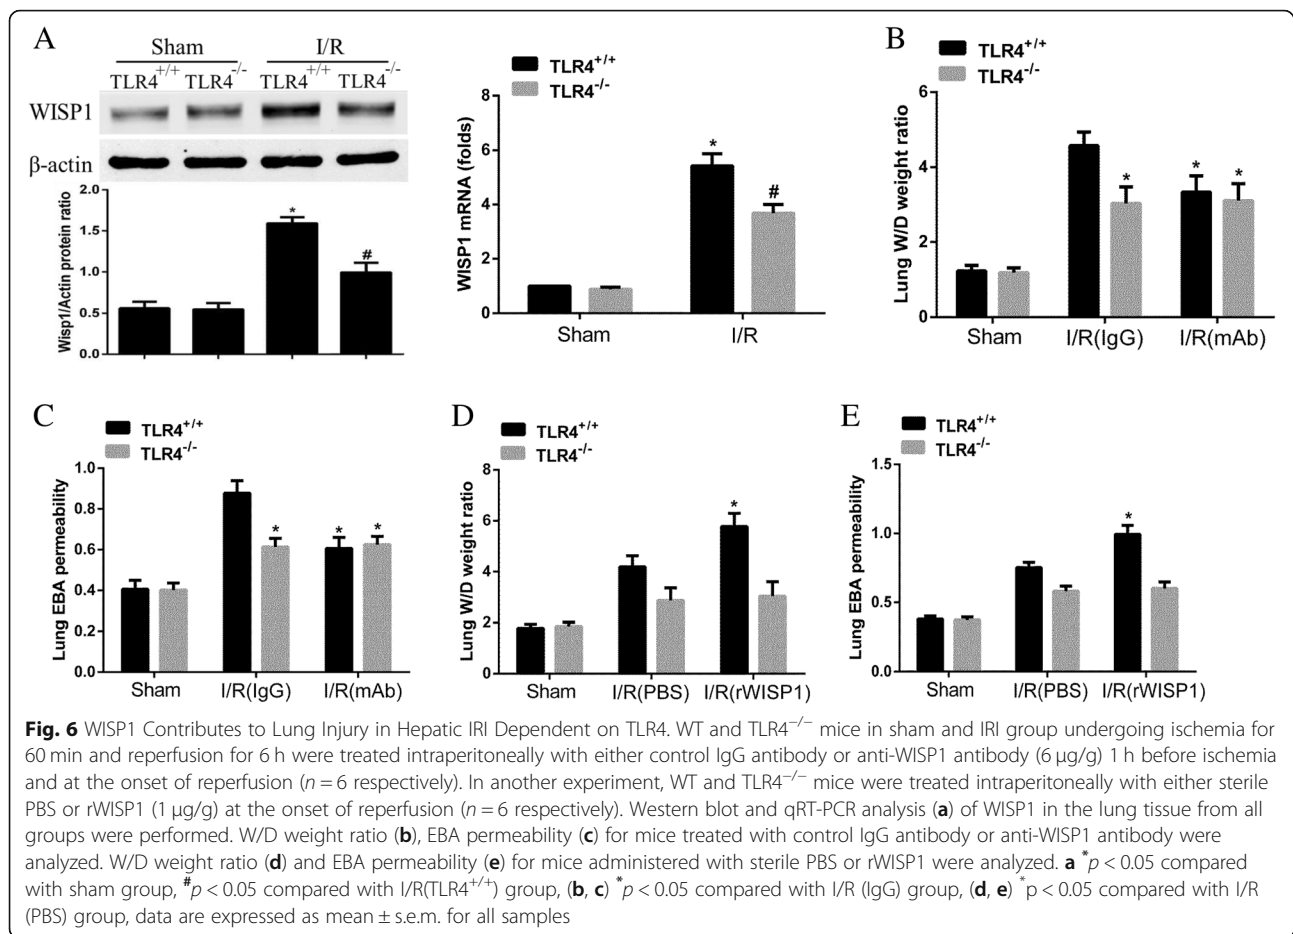 A
Sham
I/R
TLR4+/+ TLR4-/- TLR4+/+ TLR4-/-
WISP1
β-actin
Wisp1/Actin protein ratio
2.0
1.5
1.0
0.5
0.0
*
#
TLR4+/+
TLR4-/-
WISP1 mRNA (folds)
8
6
4
2
0
*
#
Sham
I/R
B
TLR4+/+
TLR4-/-
Lung W/D weight ratio
6
4
2
0
*
*
*
Sham
I/R(IgG)
I/R(mAb)
C
TLR4+/+
TLR4-/-
Lung EBA permeability
1.0
0.8
0.6
0.4
0.2
0.0
*
*
*
Sham
I/R(IgG)
I/R(mAb)
D
TLR4+/+
TLR4-/-
Lung W/D weight ratio
8
6
4
2
0
*
Sham
I/R(PBS)
I/R(rWISP1)
E
TLR4+/+
TLR4-/-
Lung EBA permeability
1.5
1.0
0.5
0.0
*
Sham
I/R(PBS)
I/R(rWISP1)
Fig. 6 WISP1 Contributes to Lung Injury in Hepatic IRI Dependent on TLR4. WT and TLR4−/− mice in sham and IRI group undergoing ischemia for
60 min and reperfusion for 6 h were treated intraperitoneally with either control IgG antibody or anti-WISP1 antibody (6 μg/g) 1 h before ischemia
and at the onset of reperfusion (n = 6 respectively). In another experiment, WT and TLR4−/− mice were treated intraperitoneally with either sterile
PBS or rWISP1 (1 μg/g) at the onset of reperfusion (n = 6 respectively). Western blot and qRT-PCR analysis (a) of WISP1 in the lung tissue from all
groups were performed. W/D weight ratio (b), EBA permeability (c) for mice treated with control IgG antibody or anti-WISP1 antibody were
analyzed. W/D weight ratio (d) and EBA permeability (e) for mice administered with sterile PBS or rWISP1 were analyzed. a *p < 0.05 compared
with sham group, #p < 0.05 compared with I/R(TLR4+/+) group, (b, c) *p < 0.05 compared with I/R (IgG) group, (d, e) *p < 0.05 compared with I/R
(PBS) group, data are expressed as mean ± s.e.m. for all samples